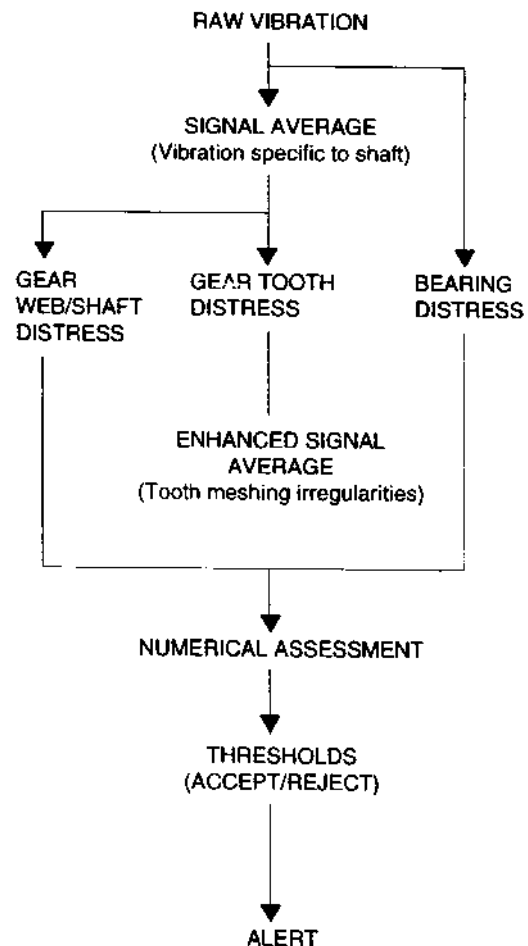 RAW VIBRATION
SIGNAL AVERAGE
(Vibration specific to shaft)
GEAR
WEB/SHAFT
DISTRESS
GEAR TOOTH
DISTRESS
BEARING
DISTRESS
ENHANCED SIGNAL
AVERAGE
(Tooth meshing irregularities)
NUMERICAL ASSESSMENT
THRESHOLDS
(ACCEPT/REJECT)
ALERT